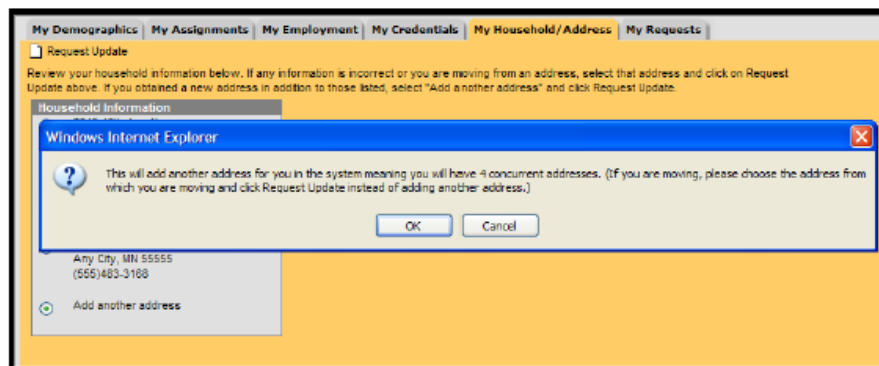 My Demographics My Assignments My Employment My Credentials My Household/Address My Requests
Request Update
Review your household information below. If any information is incorrect or you are moving from an address, select that address and click on Request
Update above. If you obtained a new address in addition to those listed, select "Add another address" and click Request Update.
Household Information
Windows Internet Explorer
This will add another address for you in the system meaning you will have 4 concurrent addresses. (If you are moving, please choose the address from
which you are moving and click Request Update instead of adding another address.)
OK Cancel
Any City, MN 55555
(555)483-3168
Add another address